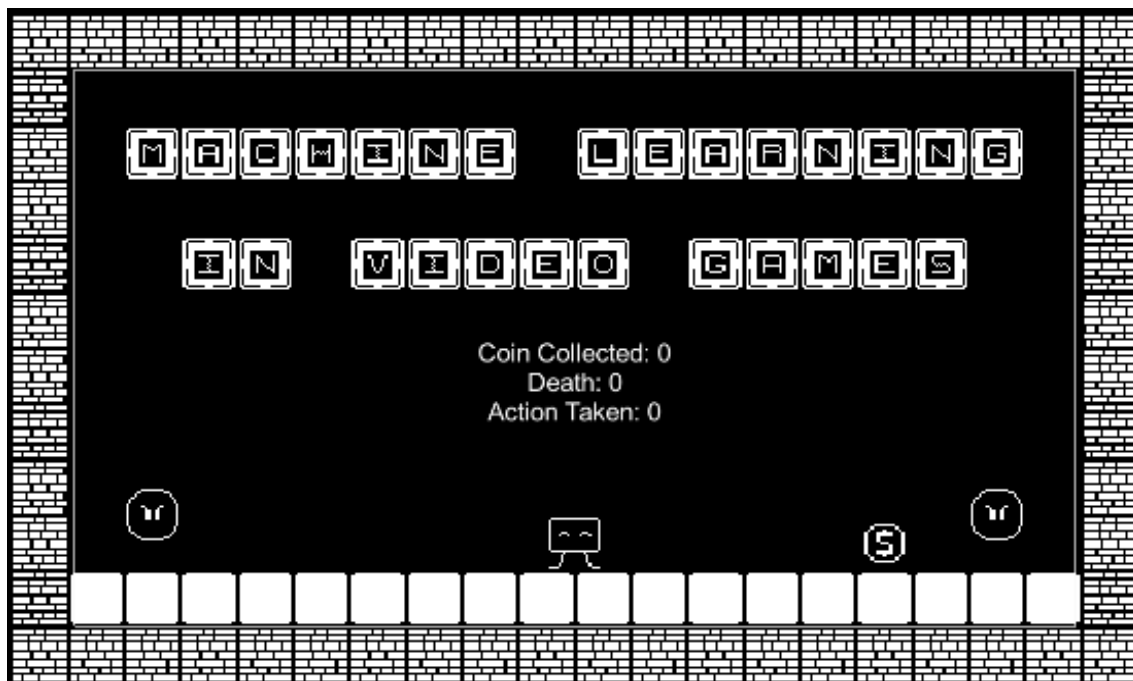 MACHINE LEARNING
IN VIDEO GAMES
Coin Collected: 0
Death: 0
Action Taken: 0
S